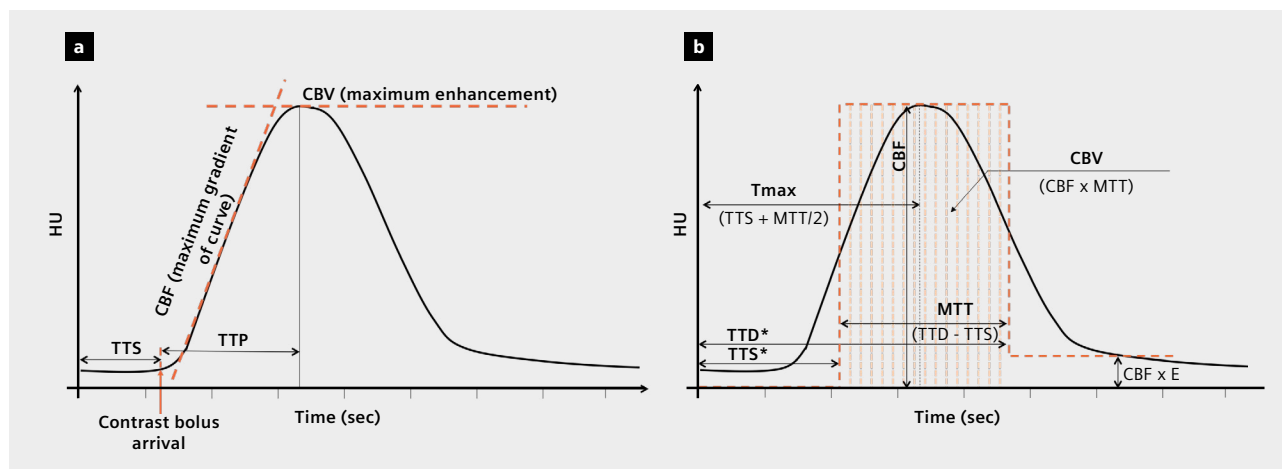 a
CBV (maximum enhancement)
CBF (maximum gradient
of curve)
HU
TTS
TTP
Contrast bolus
arrival
Time (sec)
b
CBF
CBV
(CBF x MTT)
Tmax
(TTS + MTT/2)
HU
MTT
(TTD - TTS)
TTD*
TTS*
CBF x E
Time (sec)